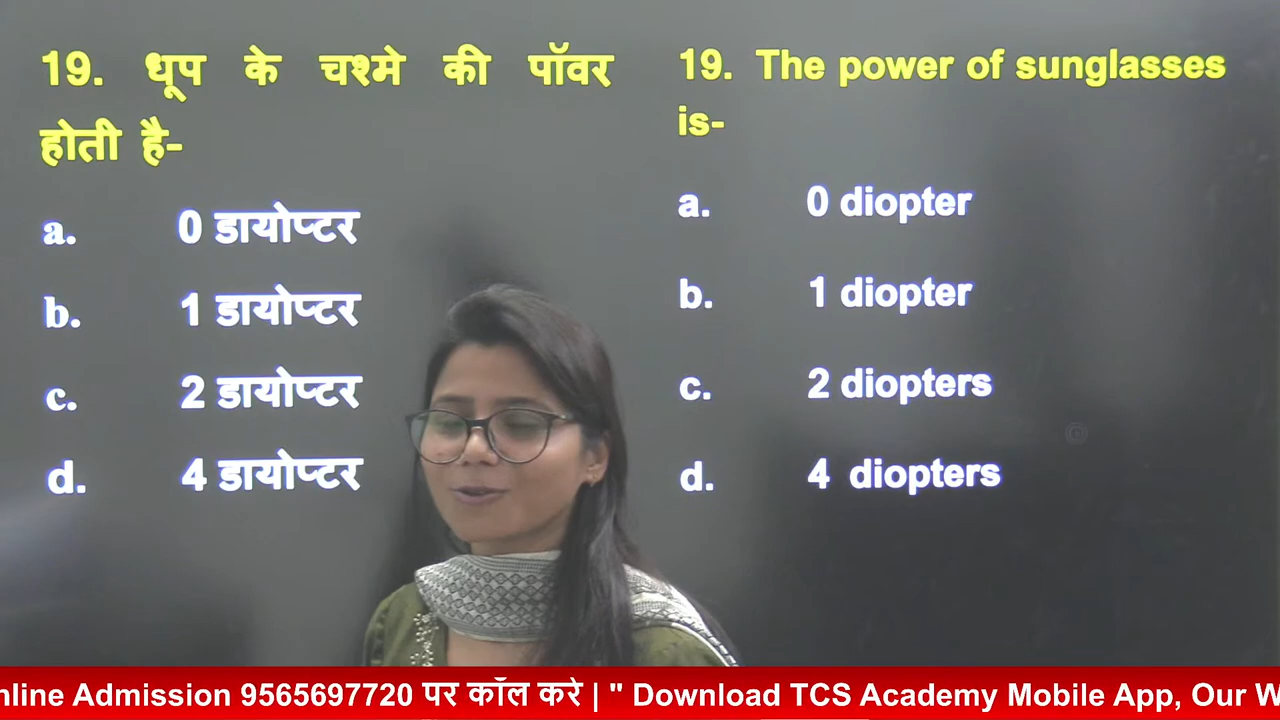 19. धूप के चश्मे की पॉवर
होती है-
a. 0 डायोप्टर
b. 1 डायोप्टर
c. 2 डायोप्टर
d. 4 डायोप्टर
19. The power of sunglasses
is-
a. 0 diopter
b. 1 diopter
c. 2 diopters
d. 4 diopters
nline Admission 9565697720 पर कॉल करे | " Download TCS Academy Mobile App, Our W